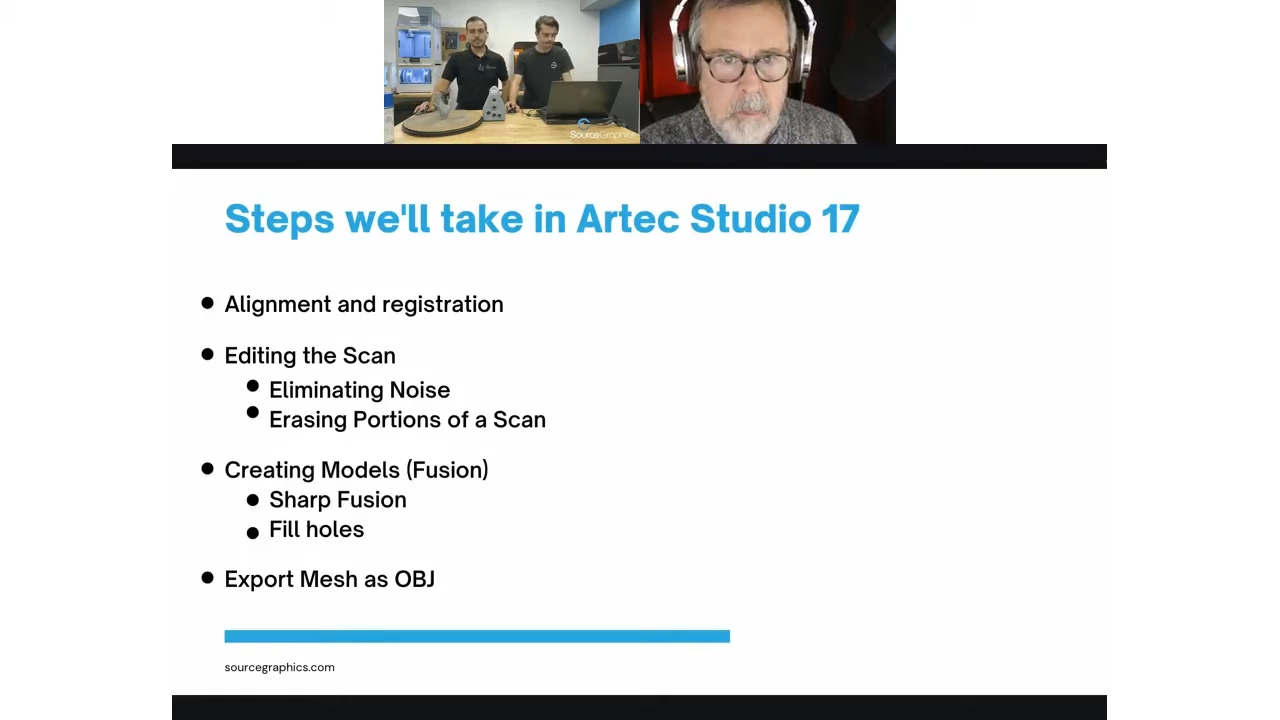 SourceGraphics
Steps we'll take in Artec Studio 17
Alignment and registration
Editing the Scan
Eliminating Noise
Erasing Portions of a Scan
Creating Models (Fusion)
Sharp Fusion
Fill holes
Export Mesh as OBJ
sourcegraphics.com